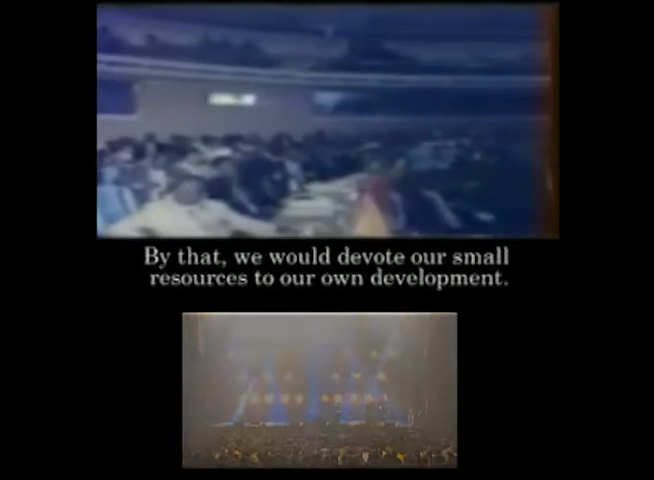 By that, we would devote our small
resources to our own development.